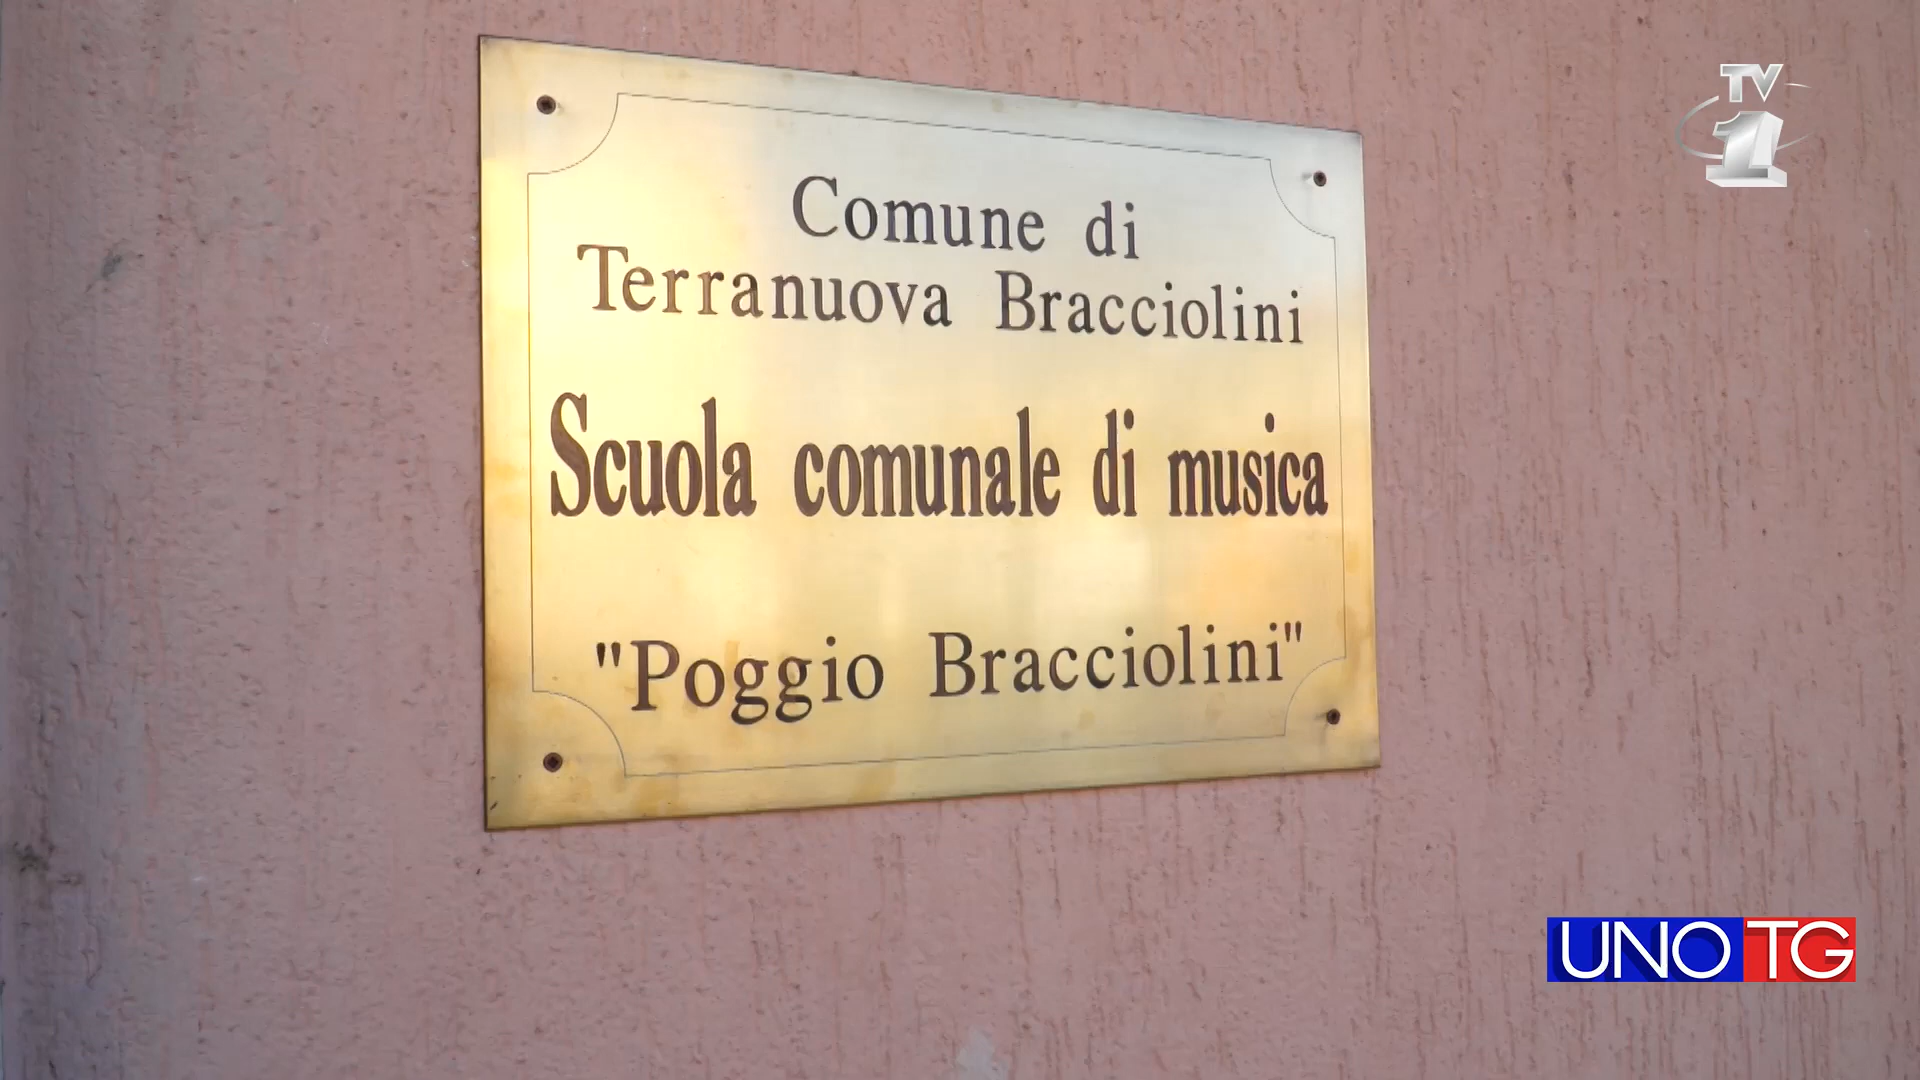 TV
1
Comune di
Terranuova Bracciolini
Scuola comunale di musica
"Poggio Bracciolini"
UNO TG